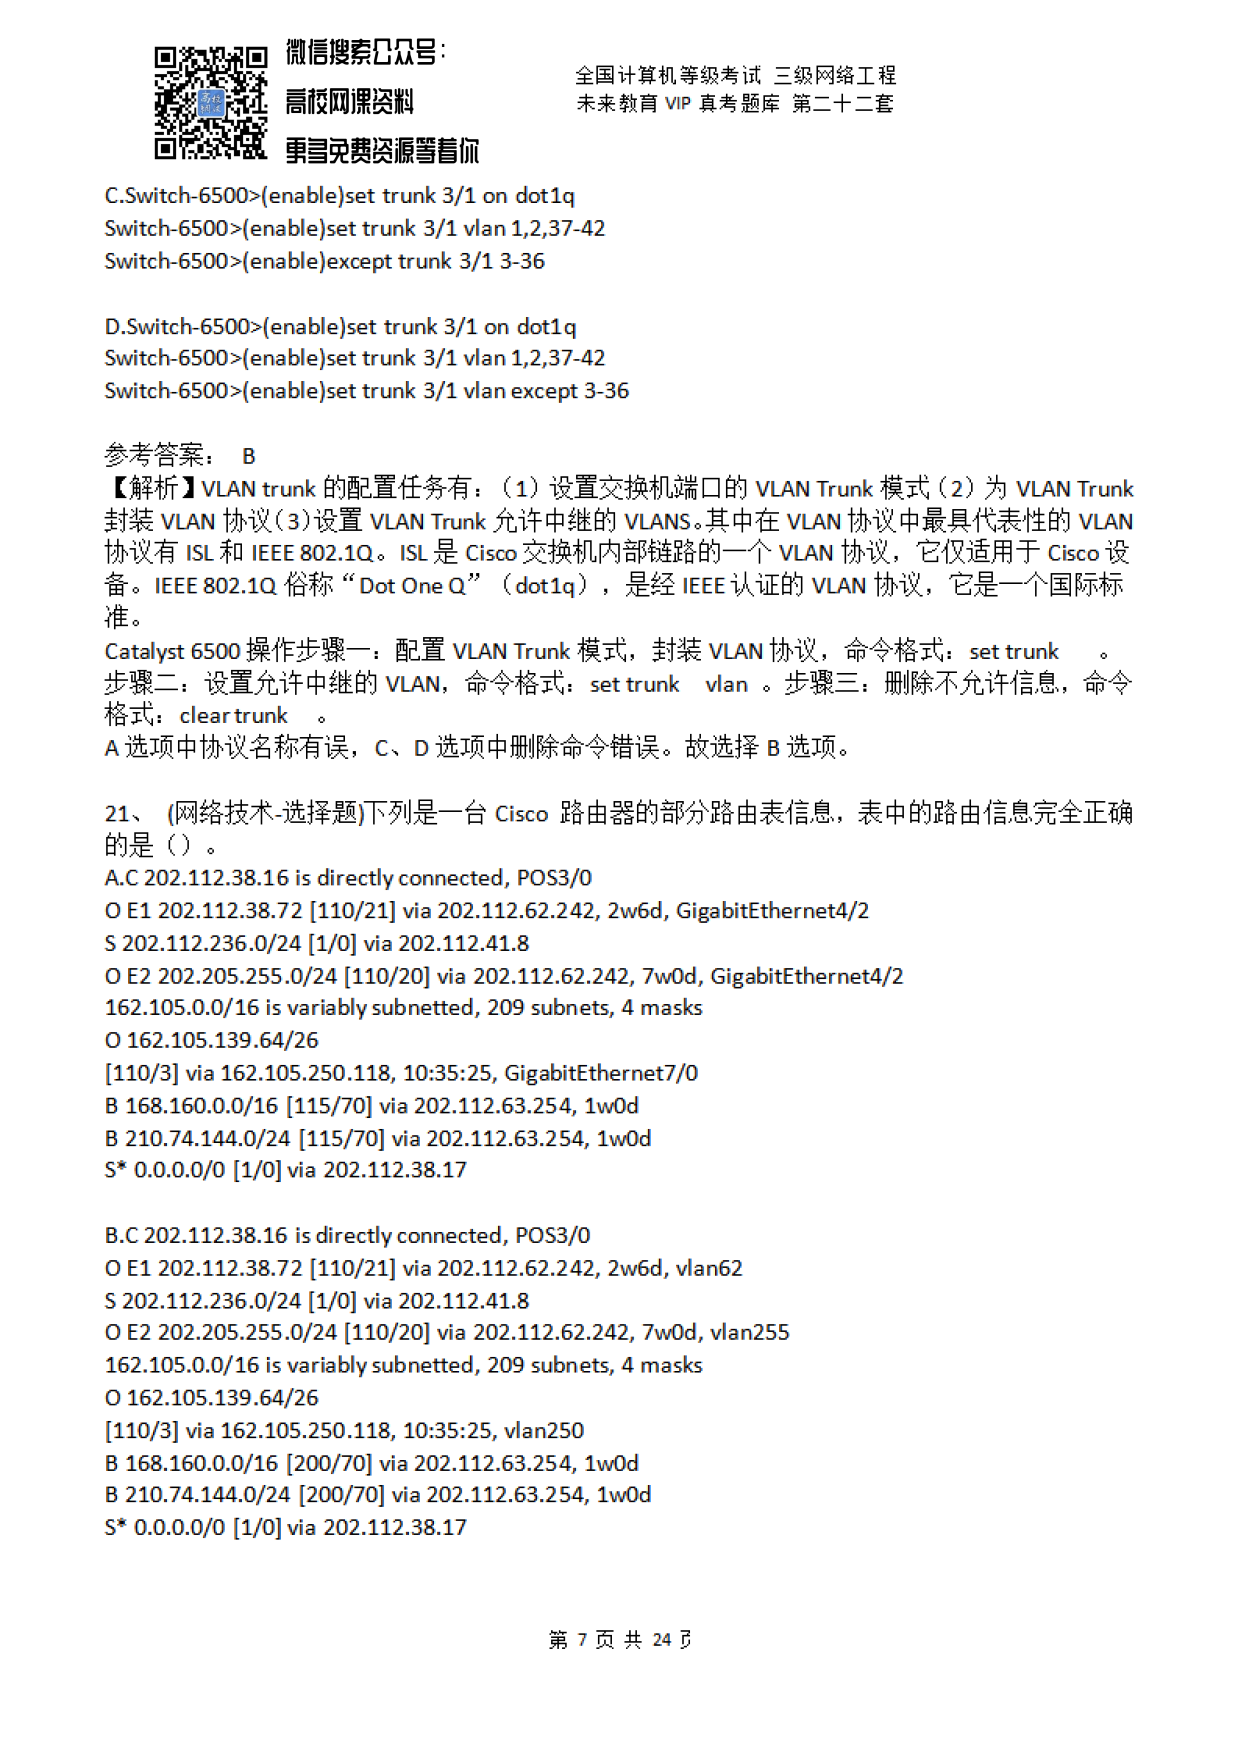 微信搜索公众号：
高校网课资料
更多免费资源等着你
全国计算机等级考试 三级网络工程
未来教育 VIP 真考题库 第二十二套
C.Switch-6500>(enable)set trunk 3/1 on dot1q
Switch-6500>(enable)set trunk 3/1 vlan 1,2,37-42
Switch-6500>(enable)except trunk 3/1 3-36
D.Switch-6500>(enable)set trunk 3/1 on dot1q
Switch-6500>(enable)set trunk 3/1 vlan 1,2,37-42
Switch-6500>(enable)set trunk 3/1 vlan except 3-36
参考答案： B
【解析】VLAN trunk 的配置任务有：（1）设置交换机端口的 VLAN Trunk 模式（2）为 VLAN Trunk
封装 VLAN 协议（3）设置 VLAN Trunk 允许中继的 VLANS。其中在 VLAN 协议中最具代表性的 VLAN
协议有 ISL 和 IEEE 802.1Q。ISL 是 Cisco 交换机内部链路的一个 VLAN 协议，它仅适用于 Cisco 设
备。IEEE 802.1Q 俗称“Dot One Q”（dot1q），是经 IEEE 认证的 VLAN 协议，它是一个国际标
准。
Catalyst 6500 操作步骤一：配置 VLAN Trunk 模式，封装 VLAN 协议，命令格式：set trunk 。
步骤二：设置允许中继的 VLAN，命令格式：set trunk vlan 。步骤三：删除不允许信息，命令
格式：clear trunk 。
A 选项中协议名称有误，C、D 选项中删除命令错误。故选择 B 选项。
21、 (网络技术-选择题)下列是一台 Cisco 路由器的部分路由表信息，表中的路由信息完全正确
的是（）。
A.C 202.112.38.16 is directly connected, POS3/0
O E1 202.112.38.72 [110/21] via 202.112.62.242, 2w6d, GigabitEthernet4/2
S 202.112.236.0/24 [1/0] via 202.112.41.8
O E2 202.205.255.0/24 [110/20] via 202.112.62.242, 7w0d, GigabitEthernet4/2
162.105.0.0/16 is variably subnetted, 209 subnets, 4 masks
O 162.105.139.64/26
[110/3] via 162.105.250.118, 10:35:25, GigabitEthernet7/0
B 168.160.0.0/16 [115/70] via 202.112.63.254, 1w0d
B 210.74.144.0/24 [115/70] via 202.112.63.254, 1w0d
S* 0.0.0.0/0 [1/0] via 202.112.38.17
B.C 202.112.38.16 is directly connected, POS3/0
O E1 202.112.38.72 [110/21] via 202.112.62.242, 2w6d, vlan62
S 202.112.236.0/24 [1/0] via 202.112.41.8
O E2 202.205.255.0/24 [110/20] via 202.112.62.242, 7w0d, vlan255
162.105.0.0/16 is variably subnetted, 209 subnets, 4 masks
O 162.105.139.64/26
[110/3] via 162.105.250.118, 10:35:25, vlan250
B 168.160.0.0/16 [200/70] via 202.112.63.254, 1w0d
B 210.74.144.0/24 [200/70] via 202.112.63.254, 1w0d
S* 0.0.0.0/0 [1/0] via 202.112.38.17
第 7 页 共 24 页